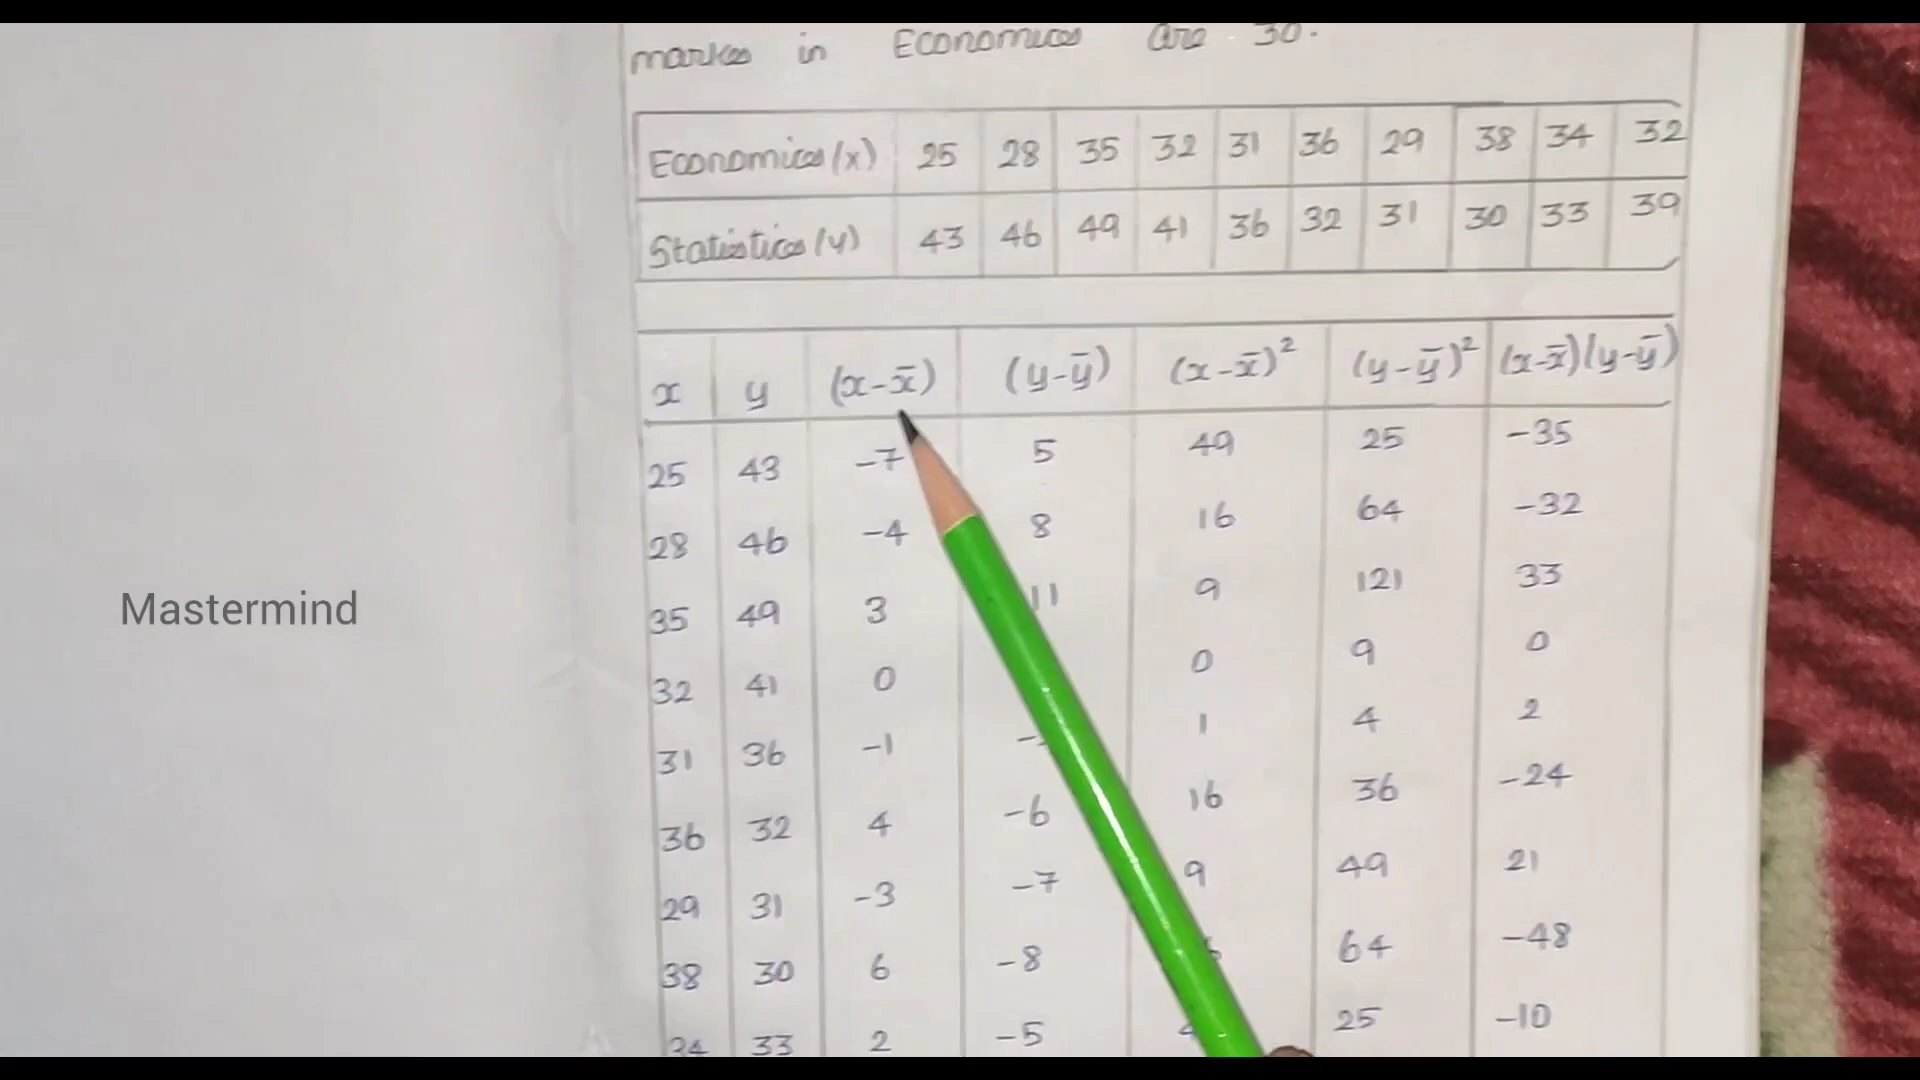 markes in Economics are 30.
Economics(x) 25 28 35 32 31 36 29 38 34 32
Statistics(y) 43 46 49 41 36 32 31 30 33 39
x y (x-x̄) (y-ȳ) (x-x̄)² (y-ȳ)² (x-x̄)(y-ȳ)
25 43 -7 5 49 25 -35
28 46 -4 8 16 64 -32
35 49 3 11 9 121 33
32 41 0 0 9 0
31 36 -1 1 4 2
Mastermind
36 32 4 -6 16 36 -24
29 31 -3 -7 9 49 21
38 30 6 -8 64 -48
34 33 2 -5 25 -10